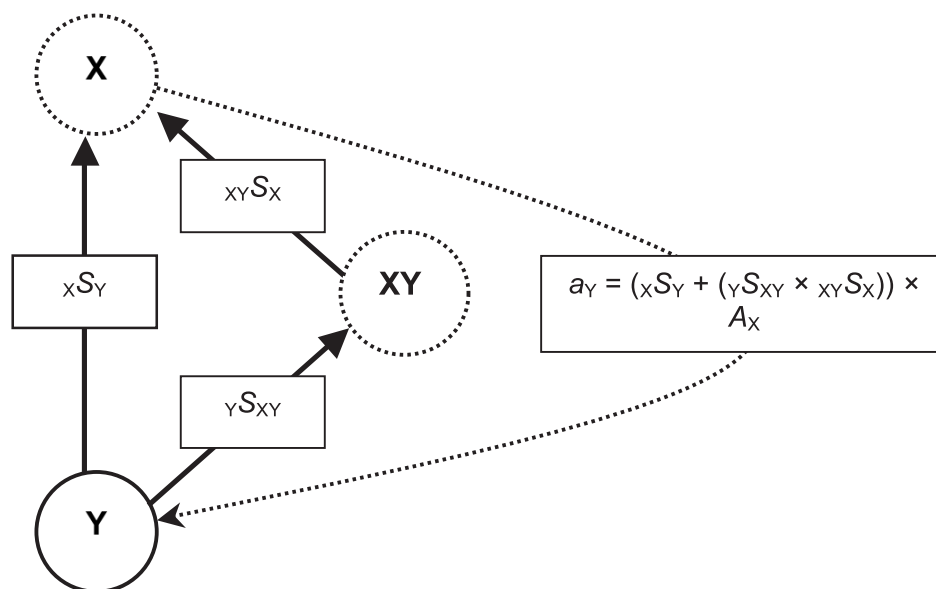 X
XYSX
XY
XSY
aY = (XSY + (YSXY × XYSX)) ×
AX
YSXY
Y